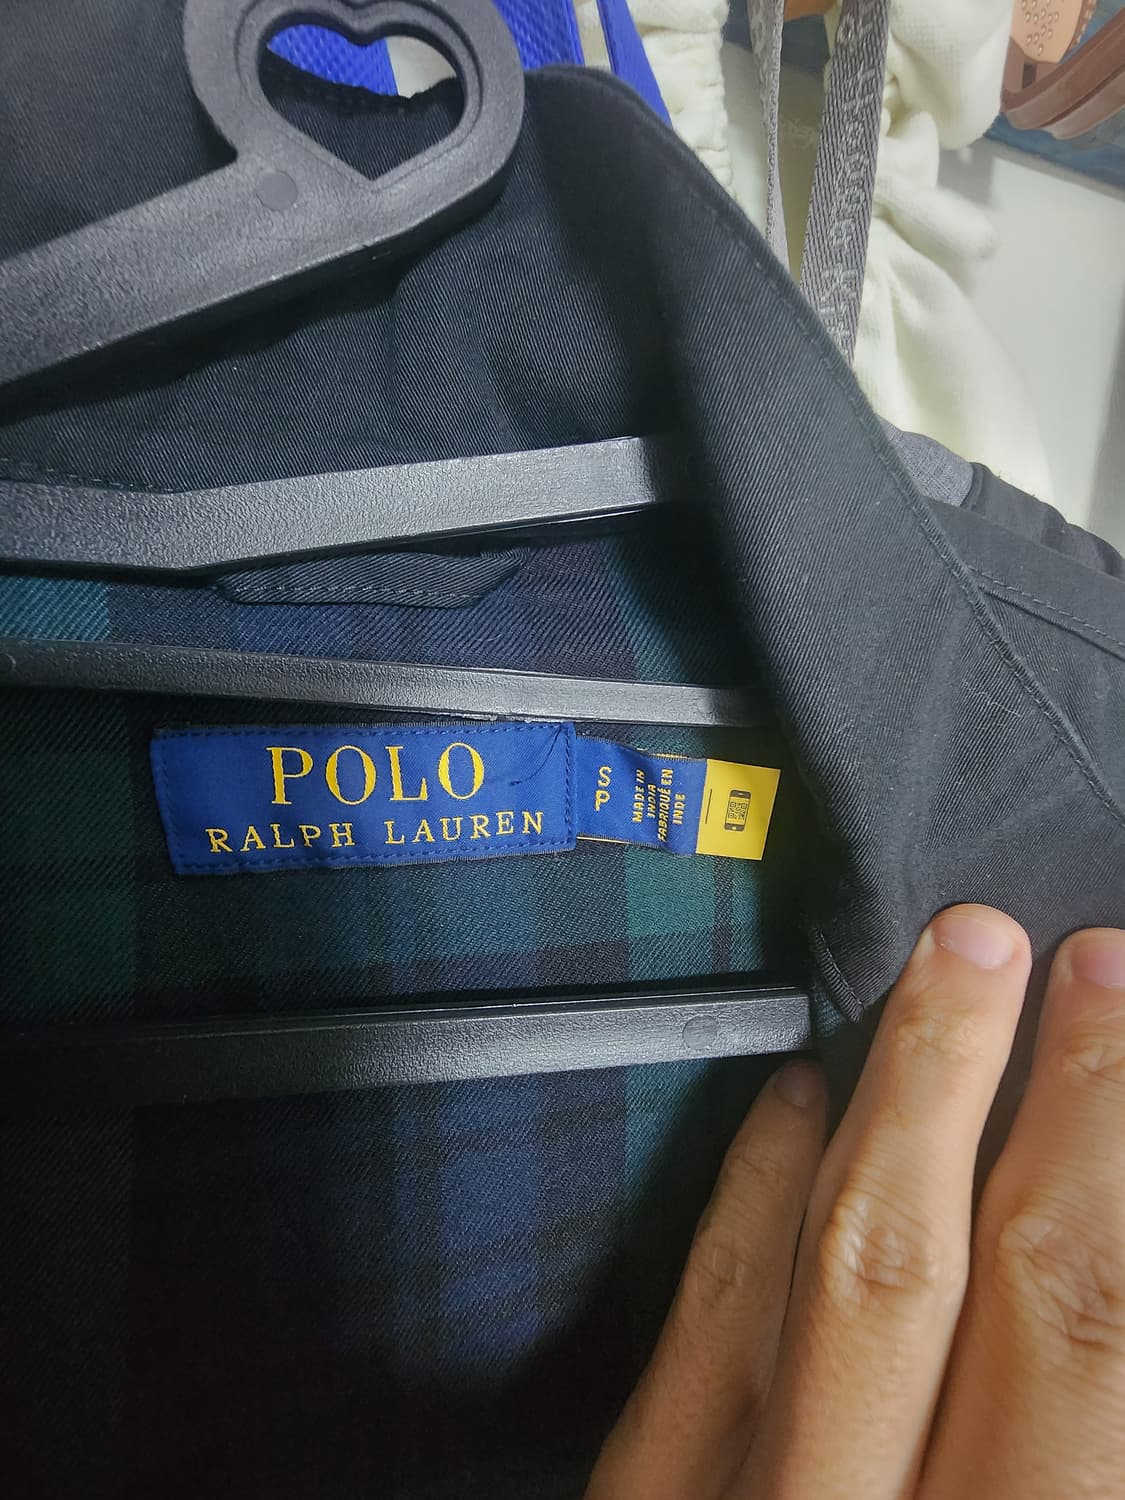 POLO
RALPH LAUREN
S
P
MADE IN
INDIA
FABRIQUÉ EN
INDE